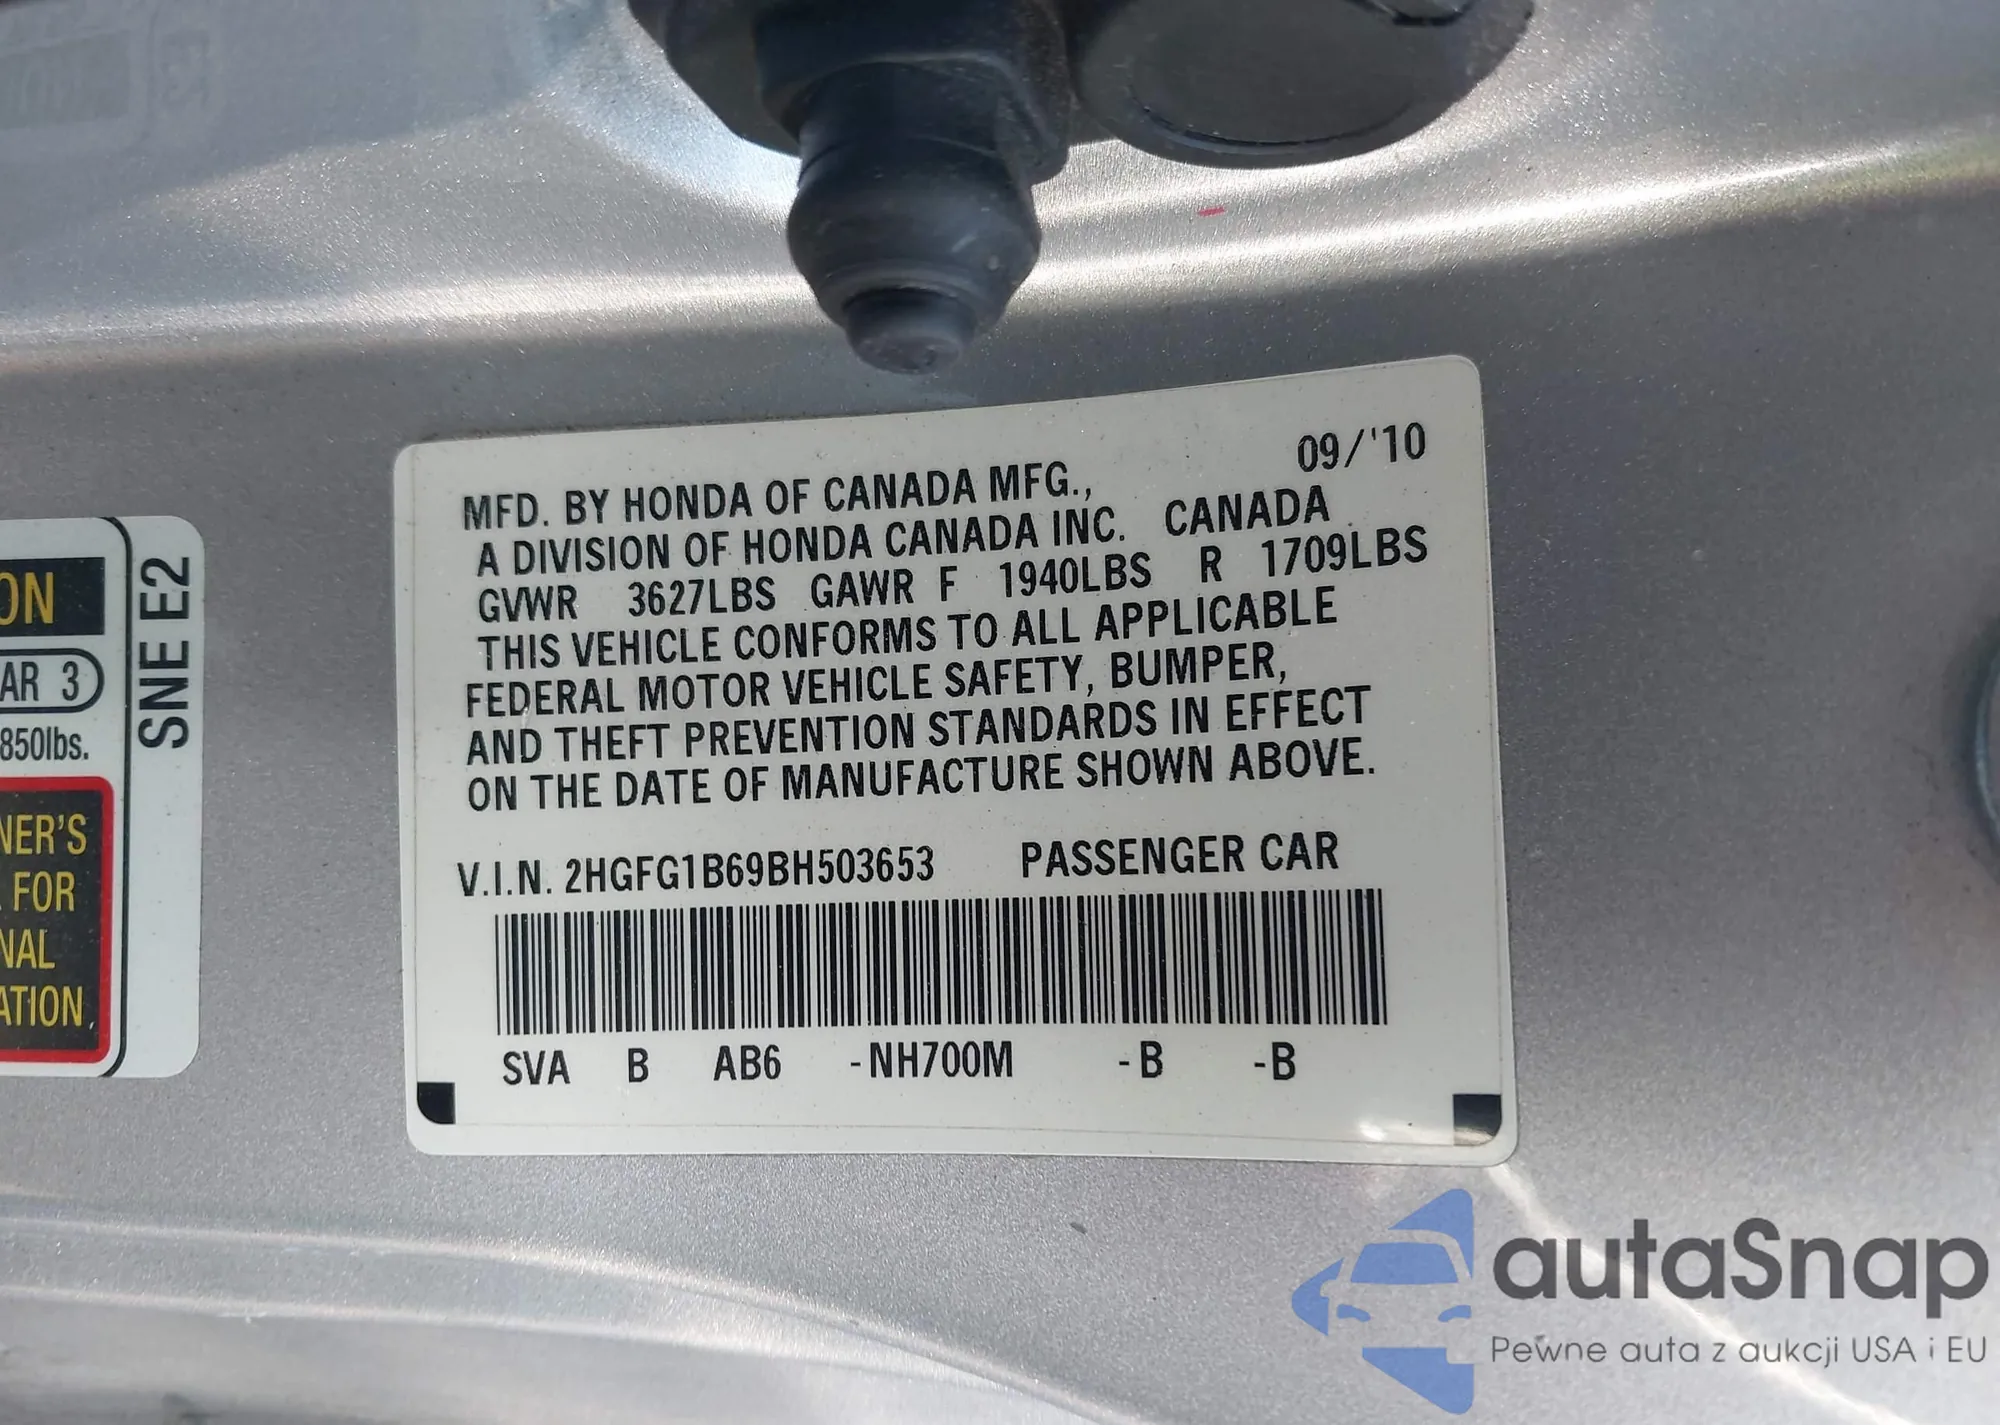 ON
AR 3
850lbs.
NER'S
FOR
NAL
ATION
SNE E2
09/'10
MFD. BY HONDA OF CANADA MFG.,
A DIVISION OF HONDA CANADA INC. CANADA
GVWR 3627LBS GAWR F 1940LBS R 1709LBS
THIS VEHICLE CONFORMS TO ALL APPLICABLE
FEDERAL MOTOR VEHICLE SAFETY, BUMPER,
AND THEFT PREVENTION STANDARDS IN EFFECT
ON THE DATE OF MANUFACTURE SHOWN ABOVE.
V.I.N. 2HGFG1B69BH503653 PASSENGER CAR
SVA B AB6 -NH700M -B -B
autaSnap
Pewne auta z aukcji USA i EU